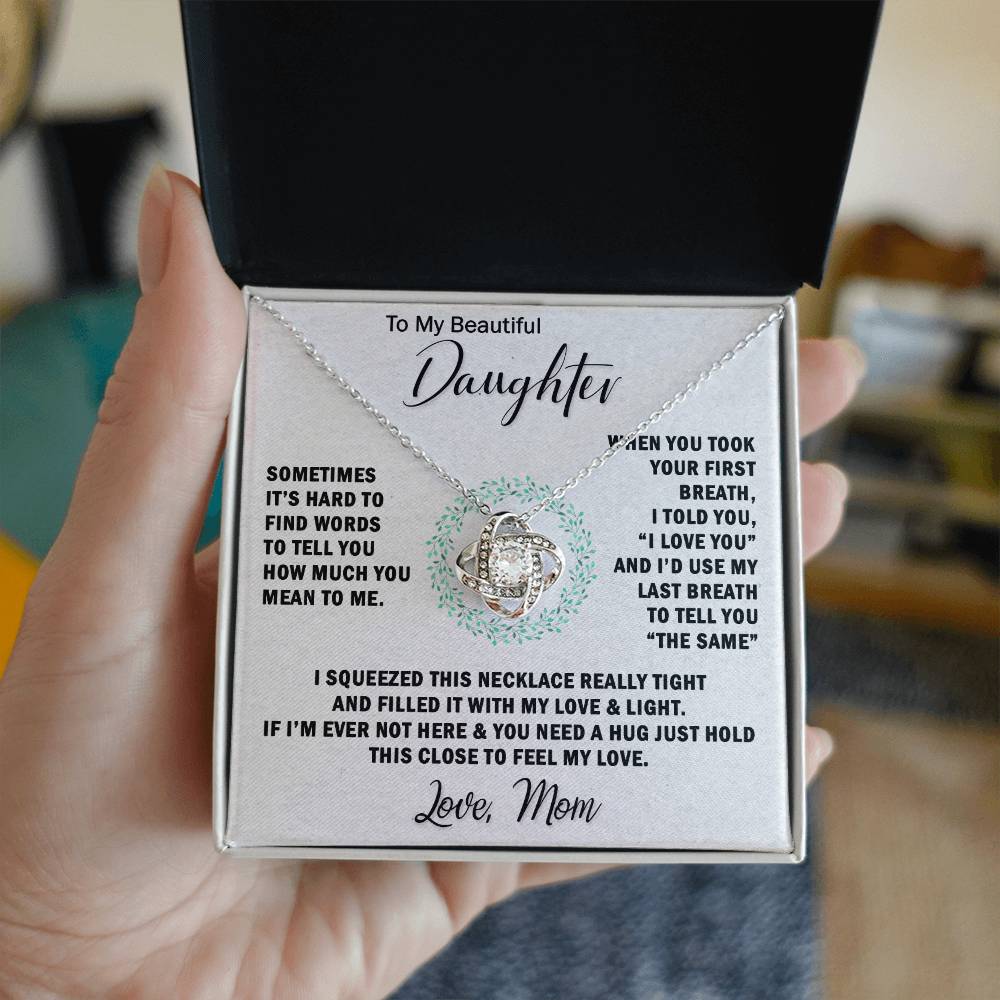 To My Beautiful
Daughter
SOMETIMES
IT'S HARD TO
FIND WORDS
TO TELL YOU
HOW MUCH YOU
MEAN TO ME.
WHEN YOU TOOK
YOUR FIRST
BREATH,
I TOLD YOU,
“I LOVE YOU”
AND I'D USE MY
LAST BREATH
TO TELL YOU
“THE SAME”
I SQUEEZED THIS NECKLACE REALLY TIGHT
AND FILLED IT WITH MY LOVE & LIGHT.
IF I'M EVER NOT HERE & YOU NEED A HUG JUST HOLD
THIS CLOSE TO FEEL MY LOVE.
Love, Mom